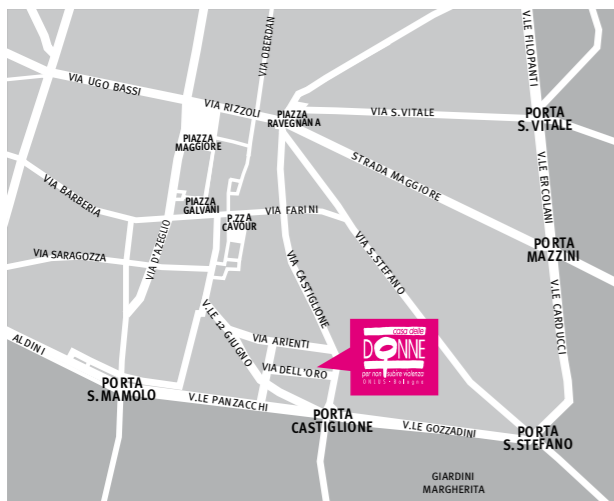 V.LE FILOPANTI
VIA OBERDAN
VIA UGO BASSI
VIA RIZZOLI
PIAZZA
RAVEGNANA
VIA S.VITALE
PORTA
S. VITALE
PIAZZA
MAGGIORE
STRADA MAGGIORE
V.LE ERCOLANI
VIA BARBERIA
PIAZZA
GALVANI
P.ZZA
CAVOUR
VIA FARINI
VIA D'AZEGLIO
VIA SARAGOZZA
VIA CASTIGLIONE
VIA S.STEFANO
PORTA
MAZZINI
V.LE CARDUCCI
V.LE 12 GIUGNO
VIA ARIENTI
VIA DELL'ORO
casa delle
DONNE
per non subire violenza
ONLUS • Bologna
ALDINI
PORTA
S. MAMOLO
V.LE PANZACCHI
PORTA
CASTIGLIONE
V.LE GOZZADINI
PORTA
S.STEFANO
GIARDINI
MARGHERITA